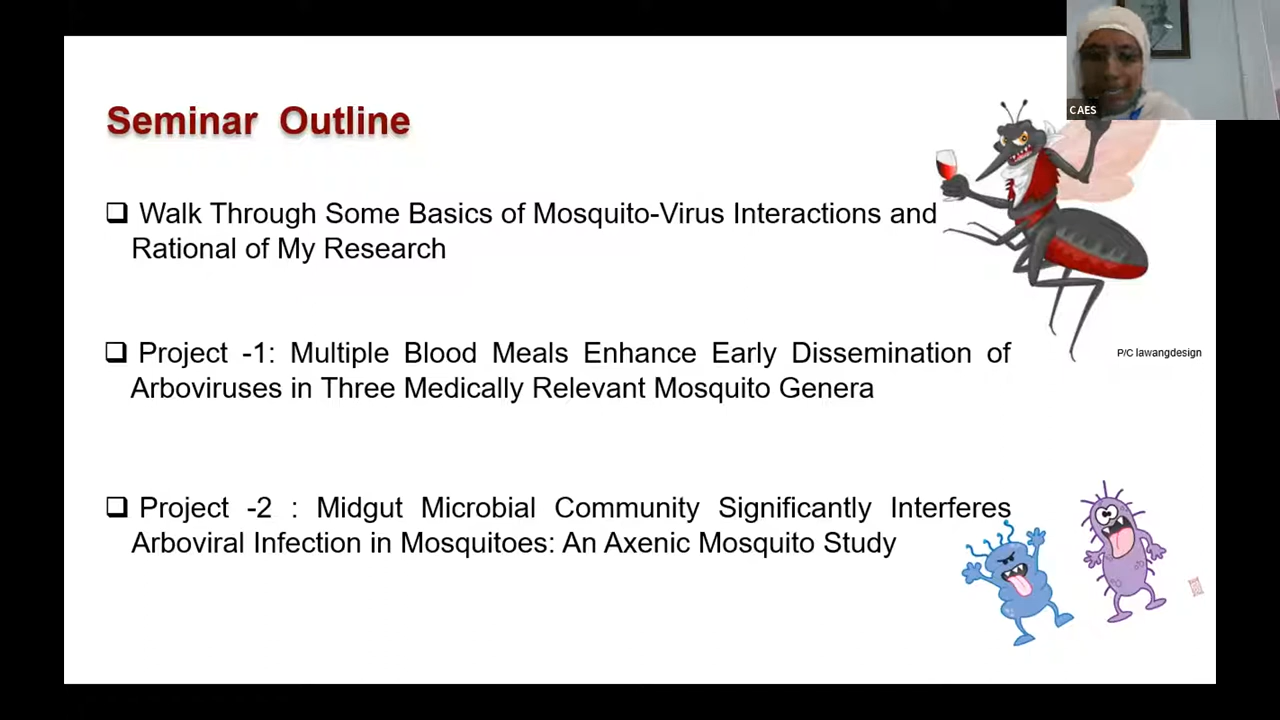 CAES
Seminar Outline
❑ Walk Through Some Basics of Mosquito-Virus Interactions and
Rational of My Research
❑ Project -1: Multiple Blood Meals Enhance Early Dissemination of
Arboviruses in Three Medically Relevant Mosquito Genera
P/C lawangdesign
❑ Project -2 : Midgut Microbial Community Significantly Interferes
Arboviral Infection in Mosquitoes: An Axenic Mosquito Study